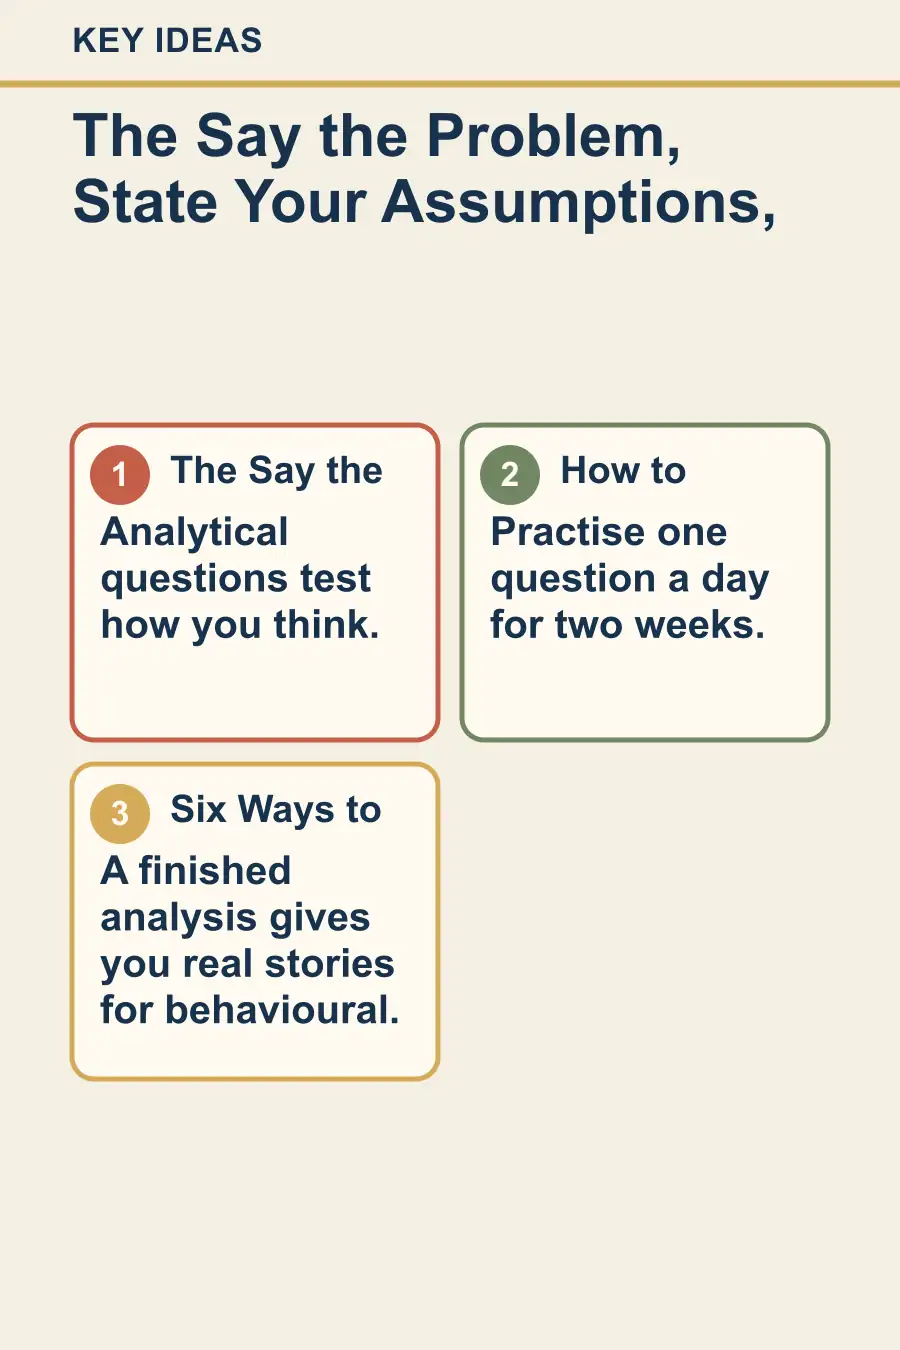 KEY IDEAS
The Say the Problem,
State Your Assumptions,
1 The Say the
Analytical
questions test
how you think.
2 How to
Practise one
question a day
for two weeks.
3 Six Ways to
A finished
analysis gives
you real stories
for behavioural.